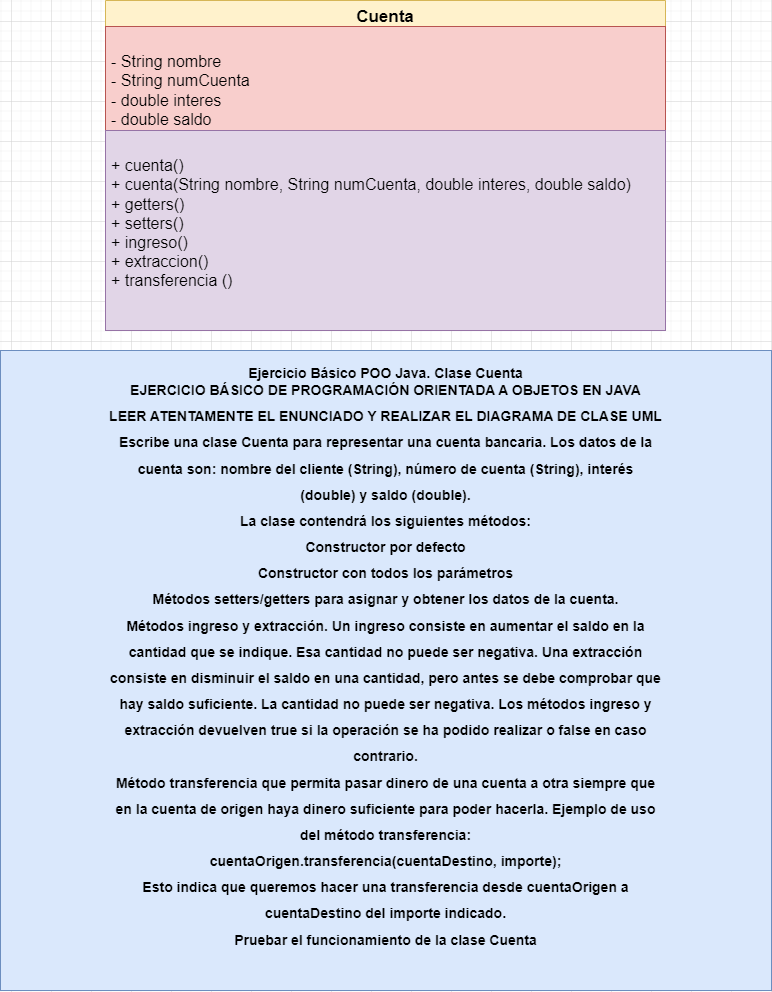 Cuenta
- String nombre
- String numCuenta
- double interes
- double saldo
+ cuenta()
+ cuenta(String nombre, String numCuenta, double interes, double saldo)
+ getters()
+ setters()
+ ingreso()
+ extraccion()
+ transferencia ()
Ejercicio Básico POO Java. Clase Cuenta
EJERCICIO BÁSICO DE PROGRAMACIÓN ORIENTADA A OBJETOS EN JAVA
LEER ATENTAMENTE EL ENUNCIADO Y REALIZAR EL DIAGRAMA DE CLASE UML
Escribe una clase Cuenta para representar una cuenta bancaria. Los datos de la
cuenta son: nombre del cliente (String), número de cuenta (String), interés
(double) y saldo (double).
La clase contendrá los siguientes métodos:
Constructor por defecto
Constructor con todos los parámetros
Métodos setters/getters para asignar y obtener los datos de la cuenta.
Métodos ingreso y extracción. Un ingreso consiste en aumentar el saldo en la
cantidad que se indique. Esa cantidad no puede ser negativa. Una extracción
consiste en disminuir el saldo en una cantidad, pero antes se debe comprobar que
hay saldo suficiente. La cantidad no puede ser negativa. Los métodos ingreso y
extracción devuelven true si la operación se ha podido realizar o false en caso
contrario.
Método transferencia que permita pasar dinero de una cuenta a otra siempre que
en la cuenta de origen haya dinero suficiente para poder hacerla. Ejemplo de uso
del método transferencia:
cuentaOrigen.transferencia(cuentaDestino, importe);
Esto indica que queremos hacer una transferencia desde cuentaOrigen a
cuentaDestino del importe indicado.
Pruebar el funcionamiento de la clase Cuenta